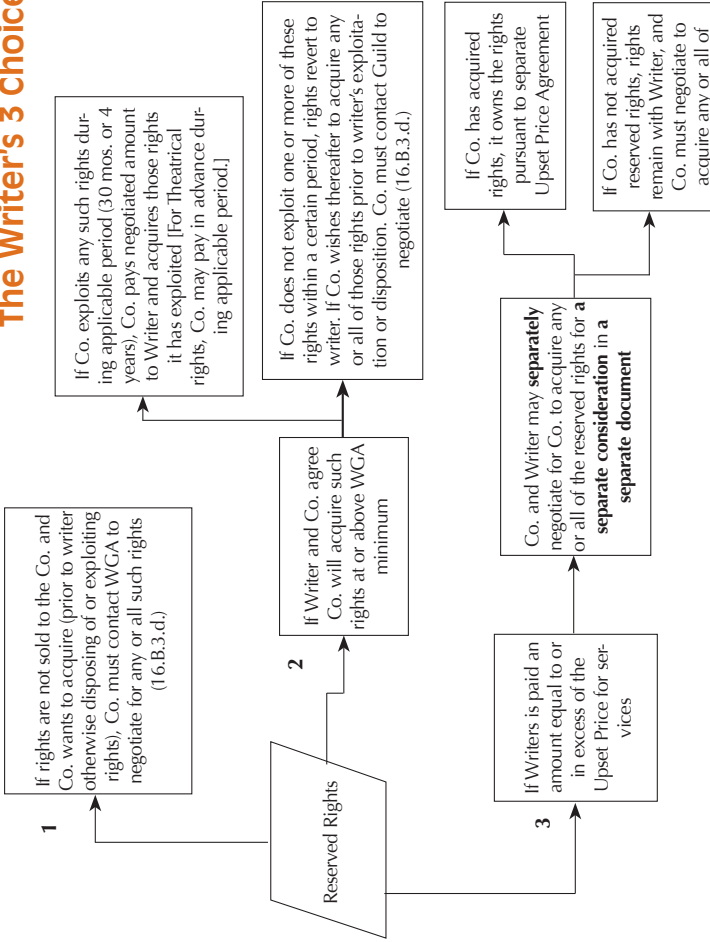 The Writer's 3 Choice
1
If rights are not sold to the Co. and
Co. wants to acquire (prior to writer
otherwise disposing of or exploiting
rights), Co. must contact WGA to
negotiate for any or all such rights
(16.B.3.d.)
Reserved Rights
2
If Writer and Co. agree
Co. will acquire such
rights at or above WGA
minimum
If Co. exploits any such rights dur-
ing applicable period (30 mos. or 4
years), Co. pays negotiated amount
to Writer and acquires those rights
it has exploited [For Theatrical
rights, Co. may pay in advance dur-
ing applicable period.]
If Co. does not exploit one or more of these
rights within a certain period, rights revert to
writer. If Co. wishes thereafter to acquire any
or all of those rights prior to writer's exploita-
tion or disposition. Co. must contact Guild to
negotiate (16.B.3.d.)
3
If Writers is paid an
amount equal to or
in excess of the
Upset Price for ser-
vices
Co. and Writer may separately
negotiate for Co. to acquire any
or all of the reserved rights for a
separate consideration in a
separate document
If Co. has acquired
rights, it owns the rights
pursuant to separate
Upset Price Agreement
If Co. has not acquired
reserved rights, rights
remain with Writer, and
Co. must negotiate to
acquire any or all of